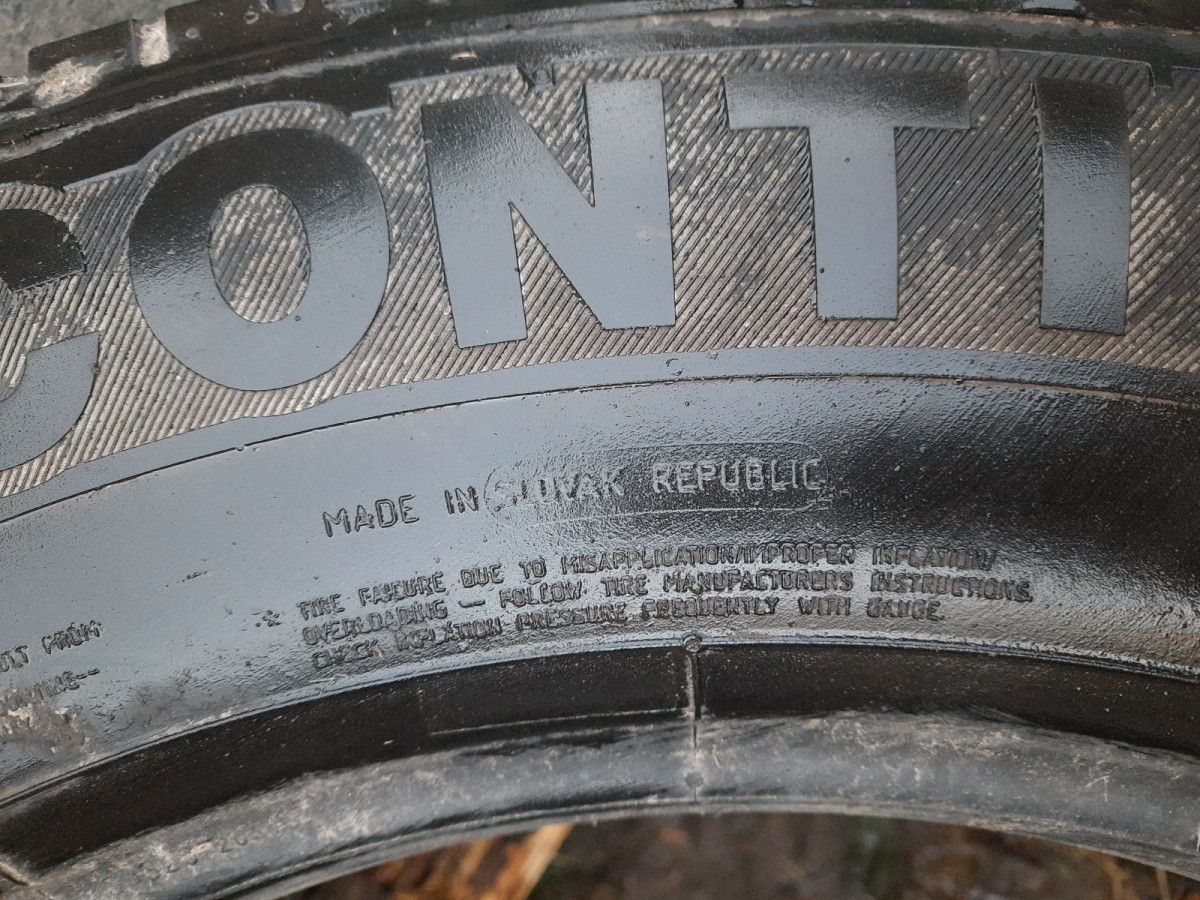 CONTI
MADE IN SLOVAK REPUBLIC
TIRE FAILURE DUE TO MISAPPLICATION/IMPROPER INFLATION/
OVERLOADING – FOLLOW TIRE MANUFACTURERS INSTRUCTIONS.
CHECK INFLATION PRESSURE FREQUENTLY WITH GAUGE.